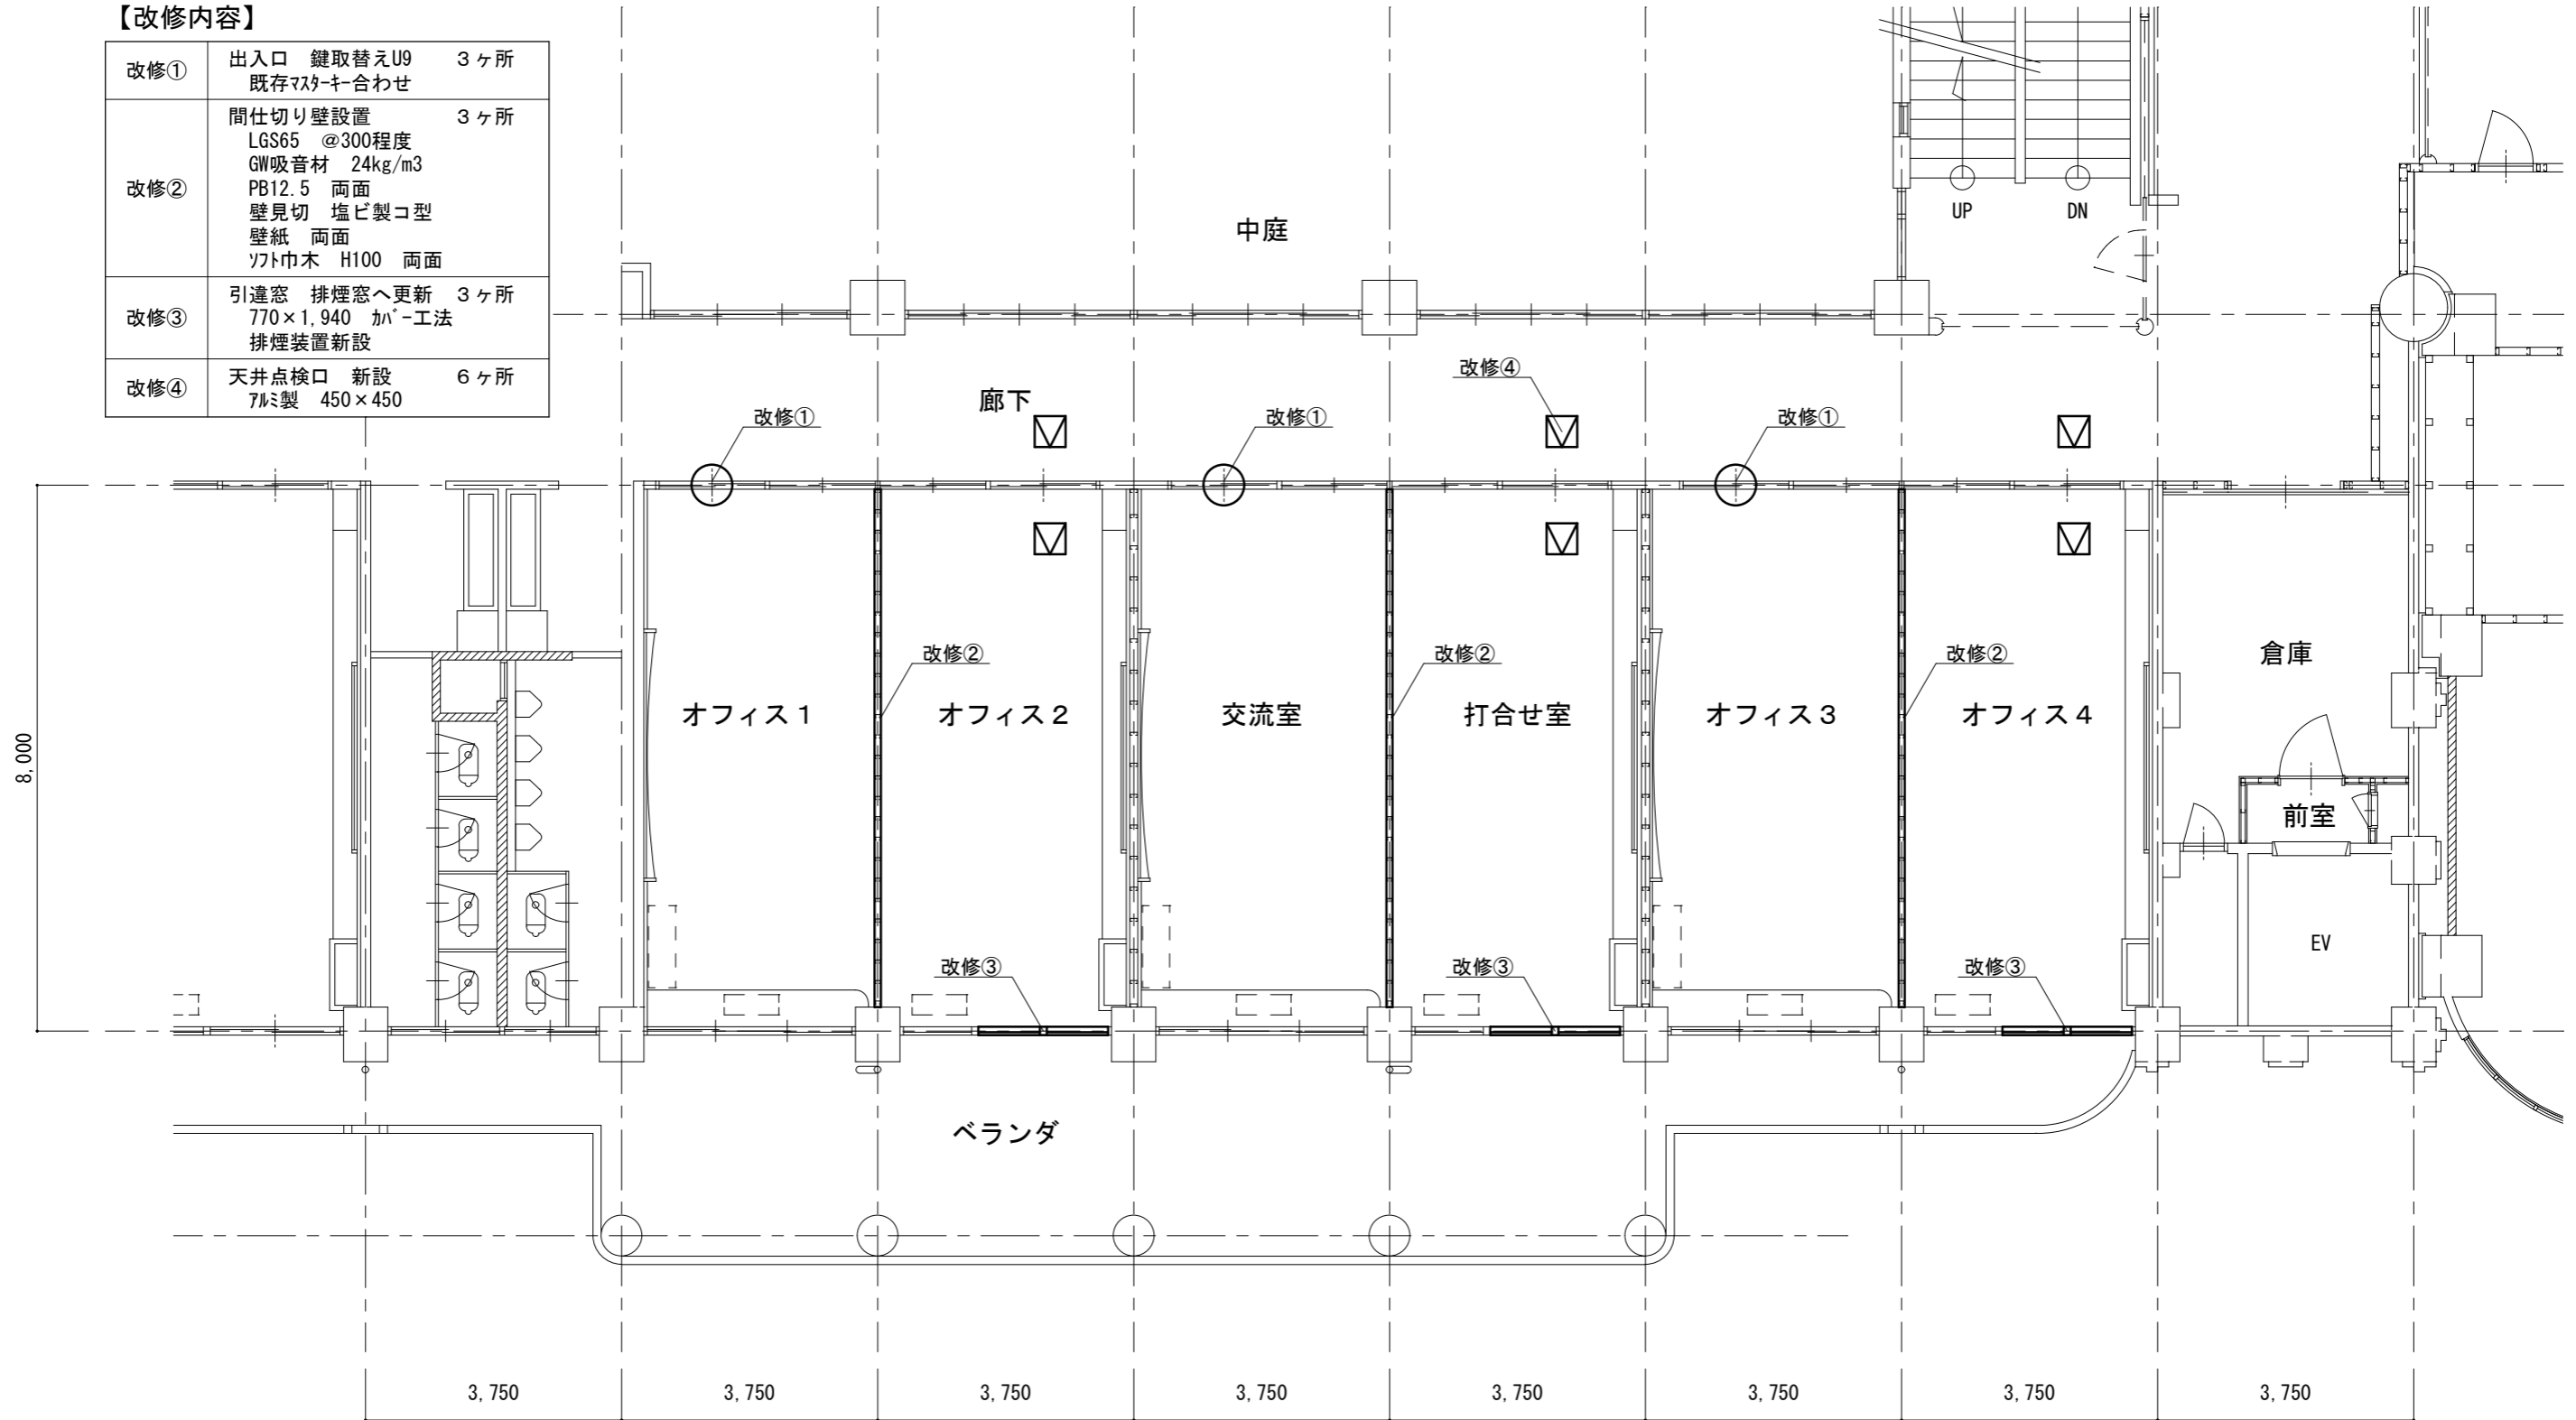 【改修内容】
改修①
出入口　鍵取替えU9　3ヶ所
既存ﾏｽﾀｰｷｰ合わせ
改修②
間仕切り壁設置　3ヶ所
LGS65　@300程度
GW吸音材　24kg/m3
PB12.5　両面
壁見切　塩ビ製コ型
壁紙　両面
ｿﾌﾄ巾木　H100　両面
改修③
引違窓　排煙窓へ更新　3ヶ所
770×1,940　ｶﾊﾞｰ工法
排煙装置新設
改修④
天井点検口　新設　6ヶ所
ｱﾙﾐ製　450×450
UP
DN
中庭
廊下
改修④
改修①
改修①
改修①
改修②
改修②
改修②
倉庫
オフィス1
オフィス2
交流室
打合せ室
オフィス3
オフィス4
8,000
前室
EV
改修③
改修③
改修③
ベランダ
3,750
3,750
3,750
3,750
3,750
3,750
3,750
3,750